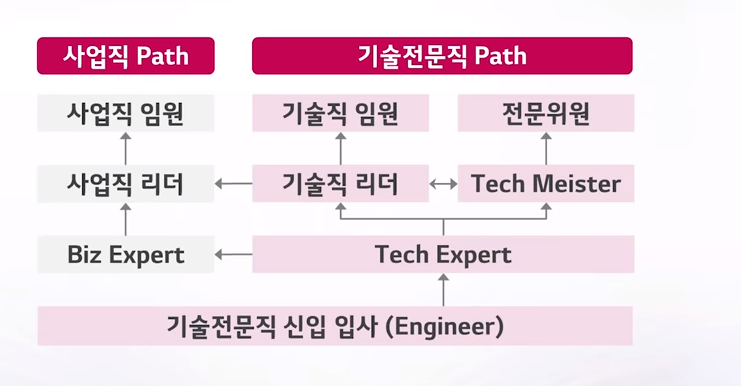 사업직 Path
기술전문직 Path
사업직 임원
기술직 임원
전문위원
사업직 리더
기술직 리더
Tech Meister
Biz Expert
Tech Expert
기술전문직 신입 입사 (Engineer)